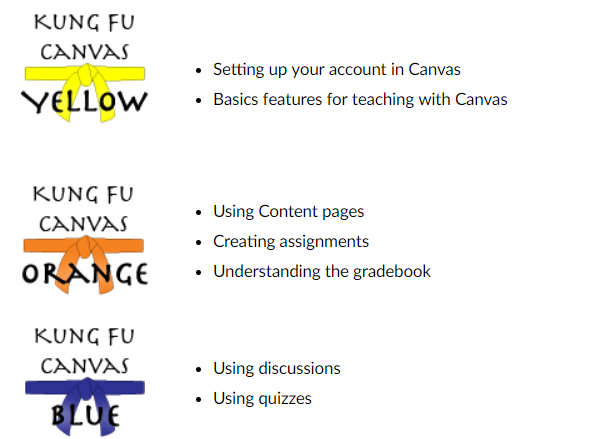 KUNG FU
CANVAS
YELLOW
• Setting up your account in Canvas
• Basics features for teaching with Canvas
KUNG FU
CANVAS
ORANGE
• Using Content pages
• Creating assignments
• Understanding the gradebook
KUNG FU
CANVAS
BLUE
• Using discussions
• Using quizzes